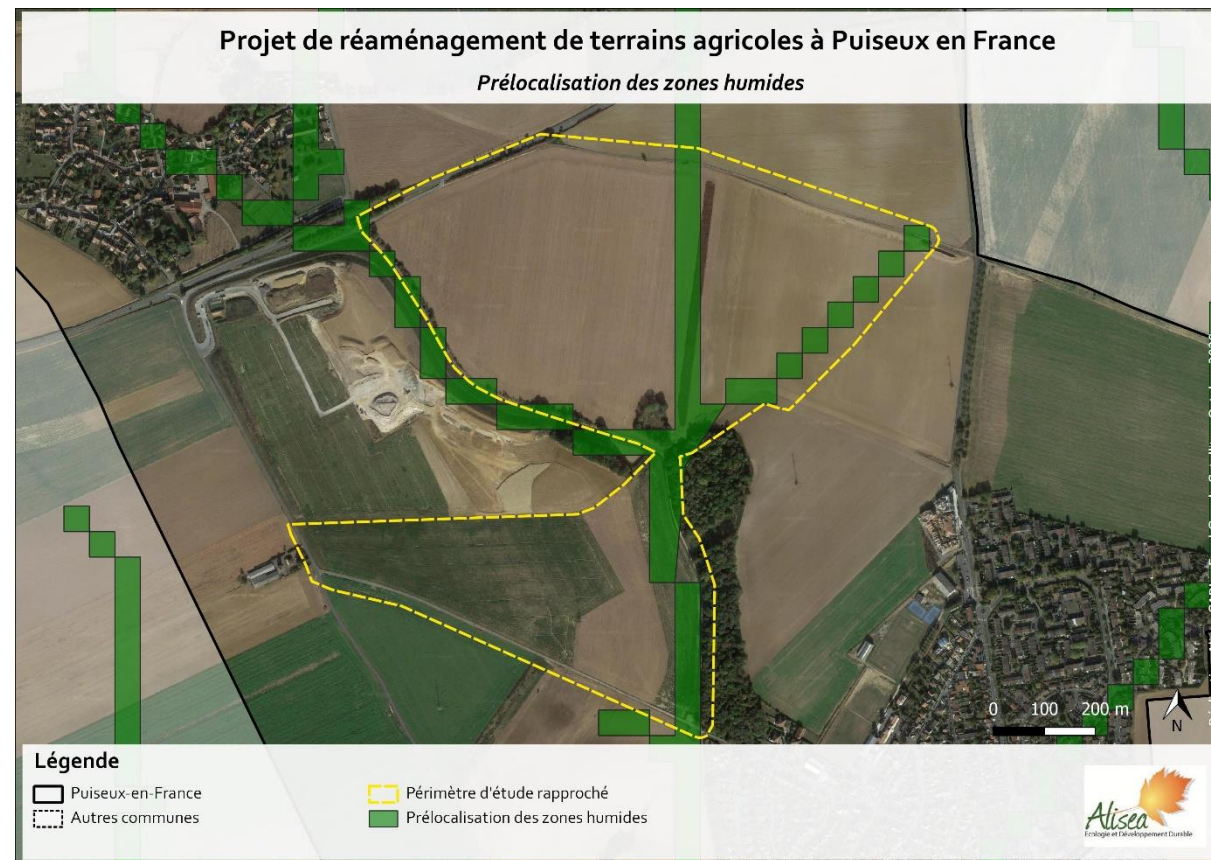 Projet de réaménagement de terrains agricoles à Puiseux en France
Prélocalisation des zones humides
0 100 200 m
N
Légende
Puiseux-en-France
Autres communes
Périmètre d'étude rapproché
Prélocalisation des zones humides
Alisea
Ecologie et Développement Durable